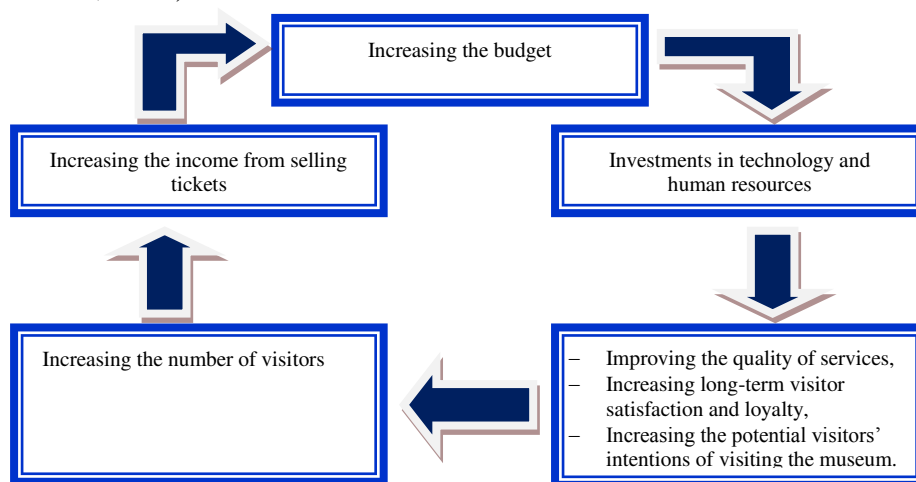 Increasing the budget
Increasing the income from selling
tickets
Investments in technology and
human resources
Increasing the number of visitors
– Improving the quality of services,
– Increasing long-term visitor
satisfaction and loyalty,
– Increasing the potential visitors’
intentions of visiting the museum.